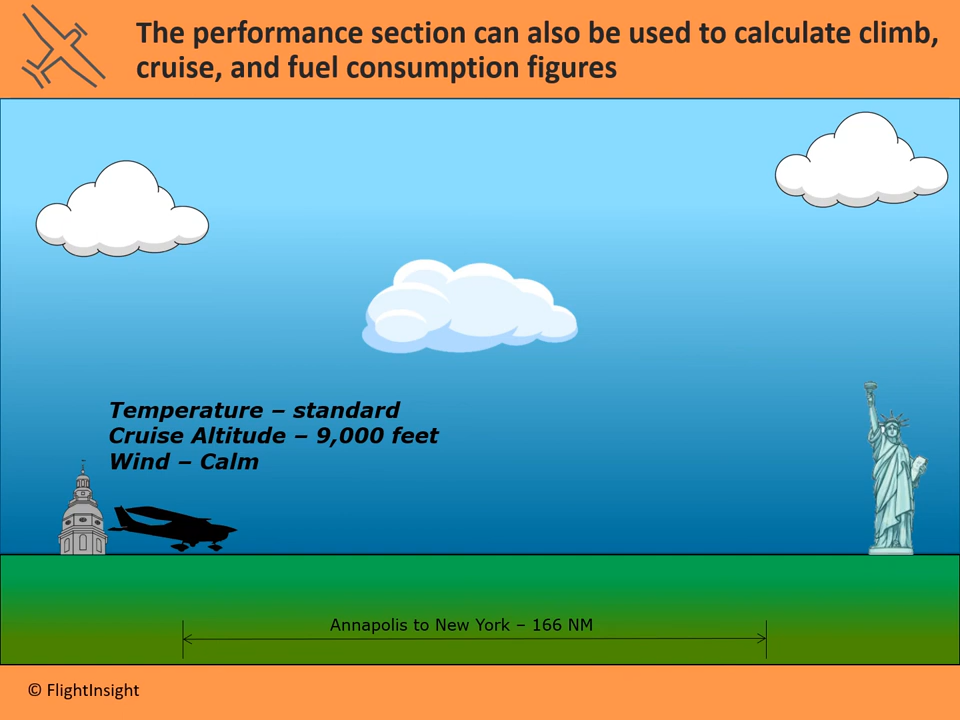 The performance section can also be used to calculate climb,
cruise, and fuel consumption figures
Temperature – standard
Cruise Altitude – 9,000 feet
Wind – Calm
Annapolis to New York – 166 NM
© FlightInsight